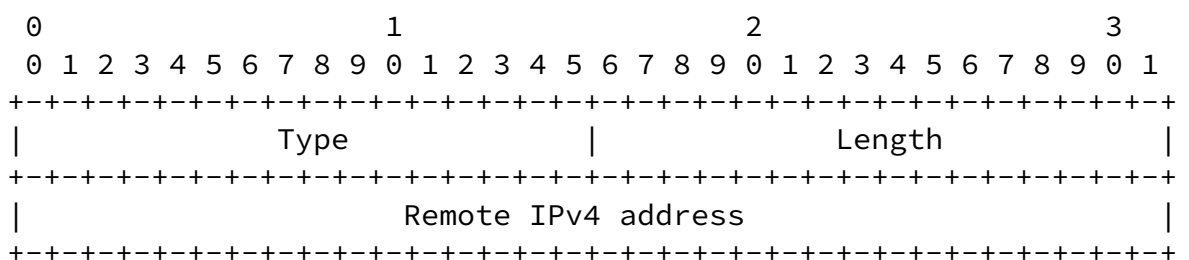 0                   1                   2                   3
 0 1 2 3 4 5 6 7 8 9 0 1 2 3 4 5 6 7 8 9 0 1 2 3 4 5 6 7 8 9 0 1
+-+-+-+-+-+-+-+-+-+-+-+-+-+-+-+-+-+-+-+-+-+-+-+-+-+-+-+-+-+-+-+-+
|              Type             |             Length            |
+-+-+-+-+-+-+-+-+-+-+-+-+-+-+-+-+-+-+-+-+-+-+-+-+-+-+-+-+-+-+-+-+
|                     Remote IPv4 address                       |
+-+-+-+-+-+-+-+-+-+-+-+-+-+-+-+-+-+-+-+-+-+-+-+-+-+-+-+-+-+-+-+-+